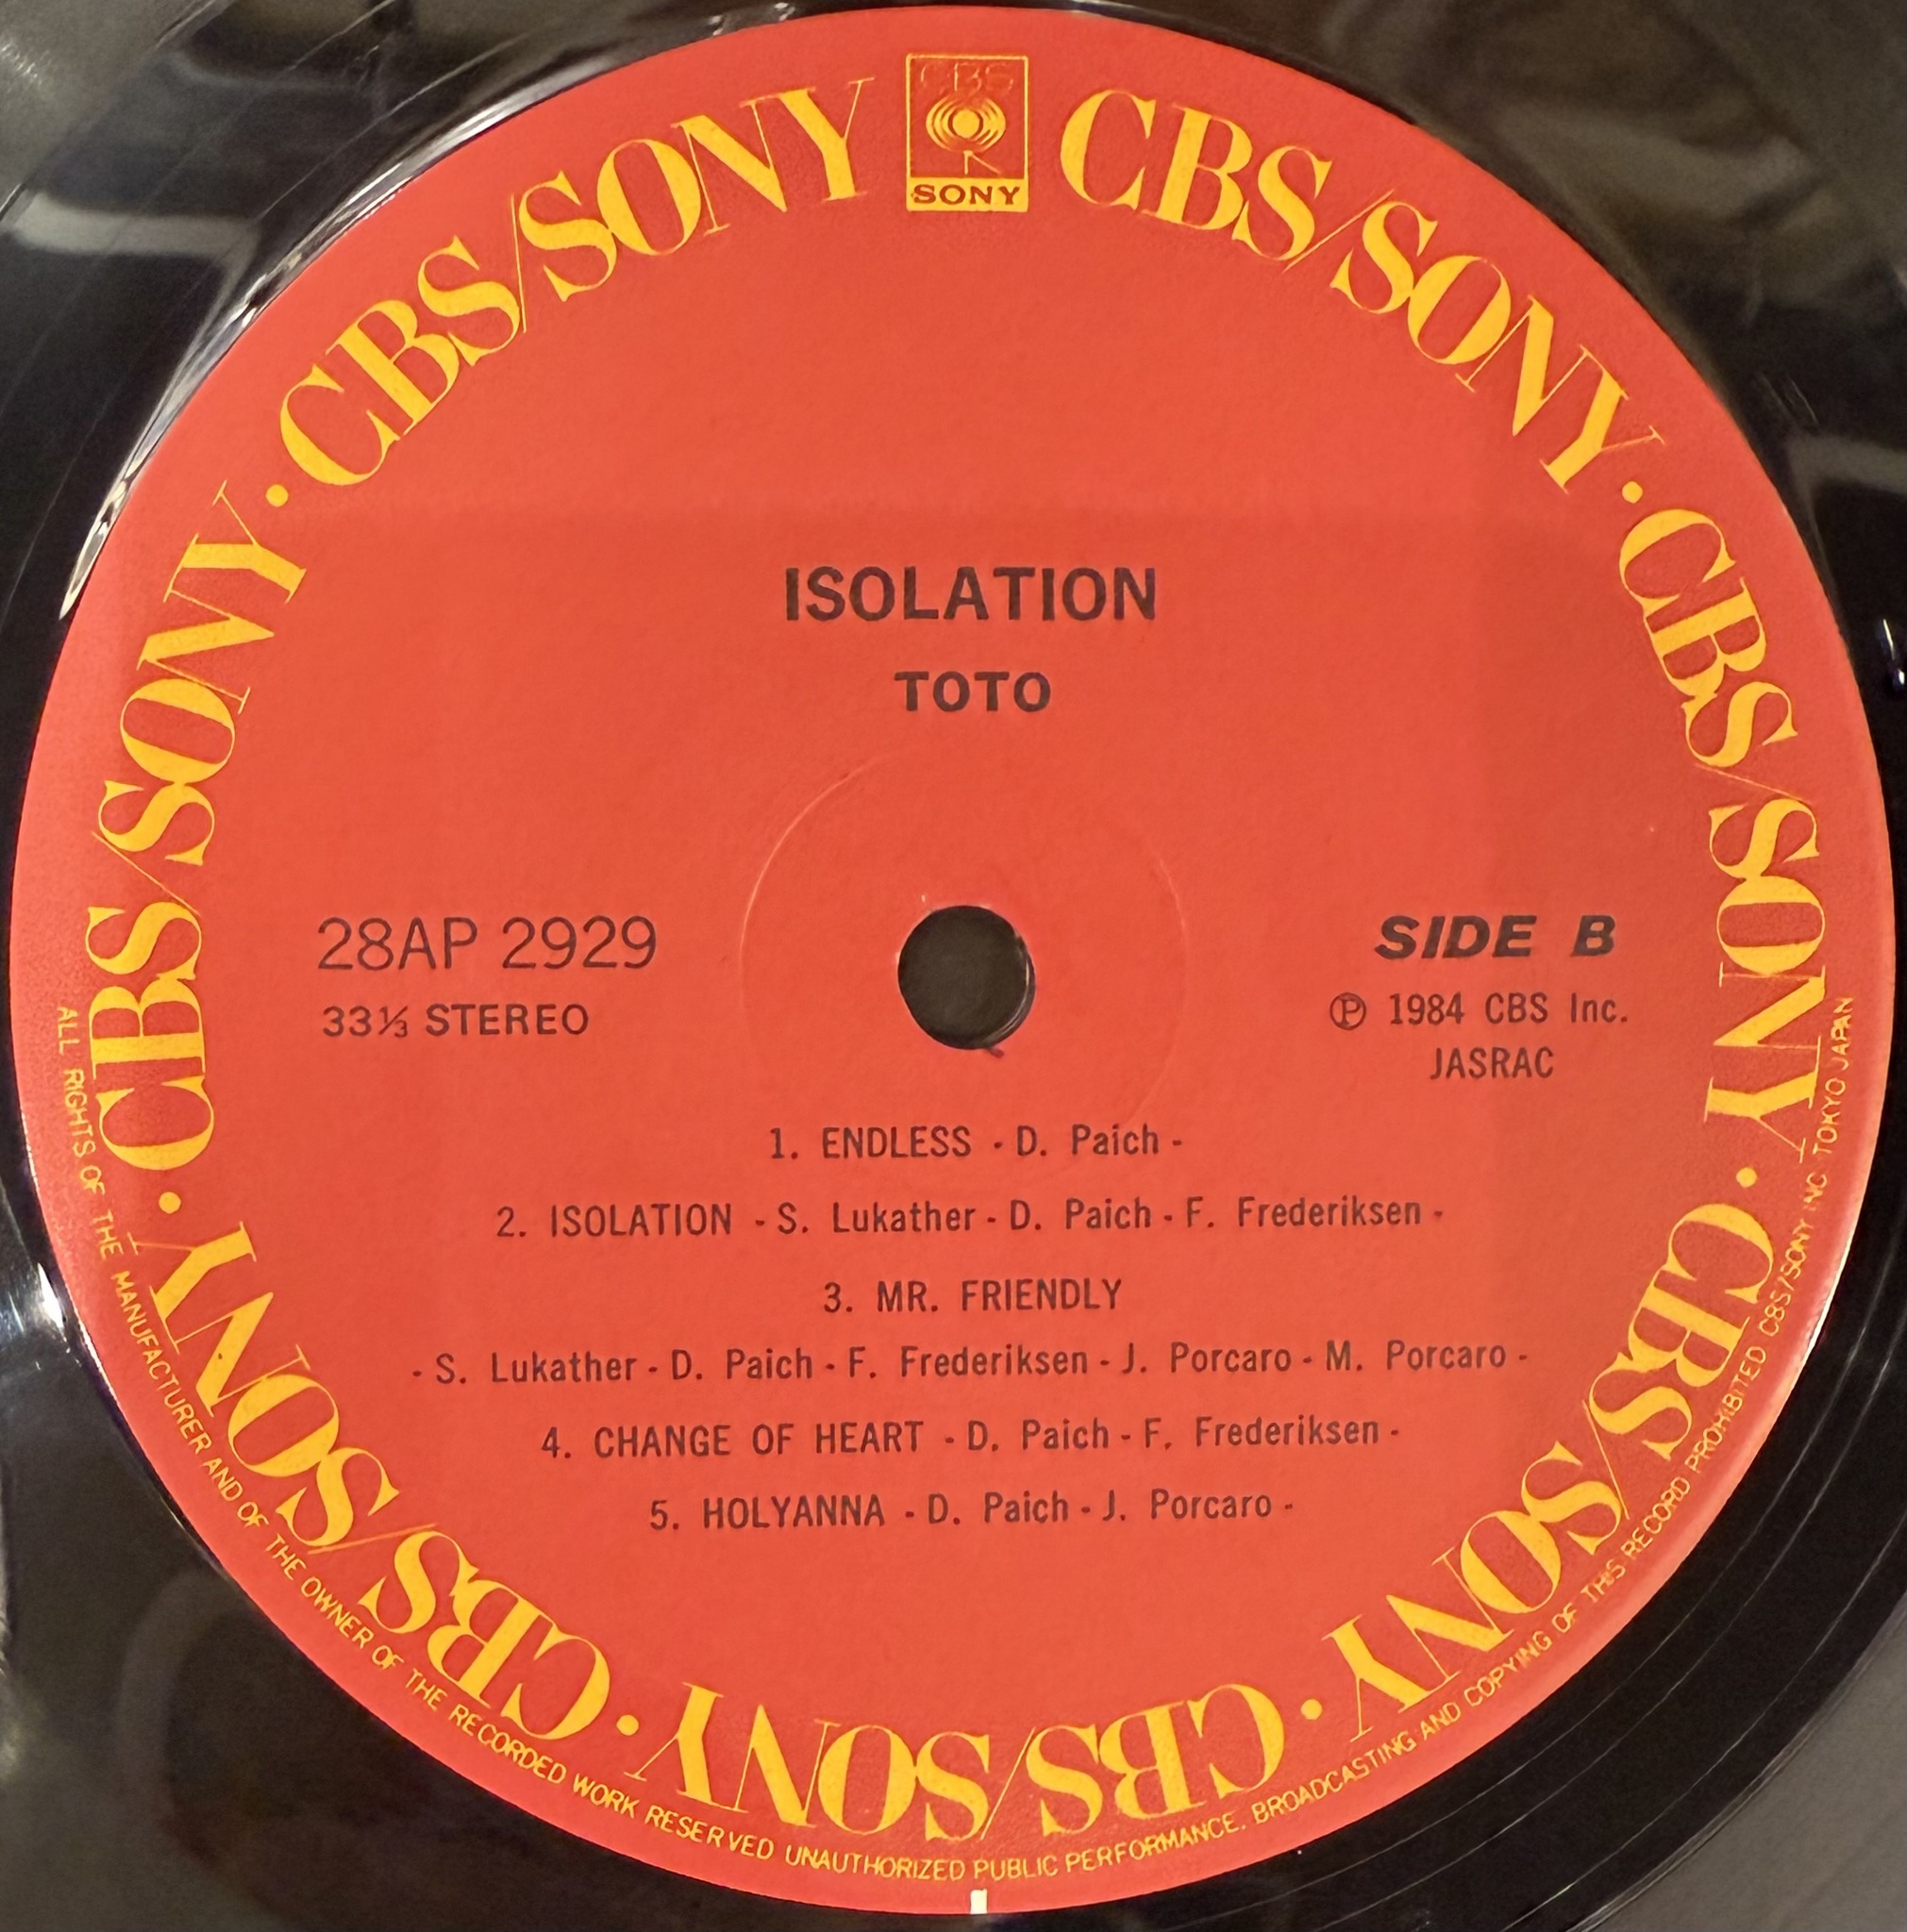 CBS
SONY
CBS/SONY · CBS/SONY · CBS/SONY · CBS/SONY · CBS/SONY · CBS/SONY · CBS/SONY
ISOLATION
TOTO
28AP 2929
33⅓ STEREO
SIDE B
Ⓟ 1984 CBS Inc.
JASRAC
1. ENDLESS - D. Paich -
2. ISOLATION - S. Lukather - D. Paich - F. Frederiksen -
3. MR. FRIENDLY
- S. Lukather - D. Paich - F. Frederiksen - J. Porcaro - M. Porcaro -
4. CHANGE OF HEART - D. Paich - F. Frederiksen -
5. HOLYANNA - D. Paich - J. Porcaro -
ALL RIGHTS OF THE MANUFACTURER AND OF THE OWNER OF THE RECORDED WORK RESERVED UNAUTHORIZED PUBLIC PERFORMANCE. BROADCASTING AND COPYING OF THIS RECORD PROHIBITED CBS/SONY INC. TOKYO JAPAN